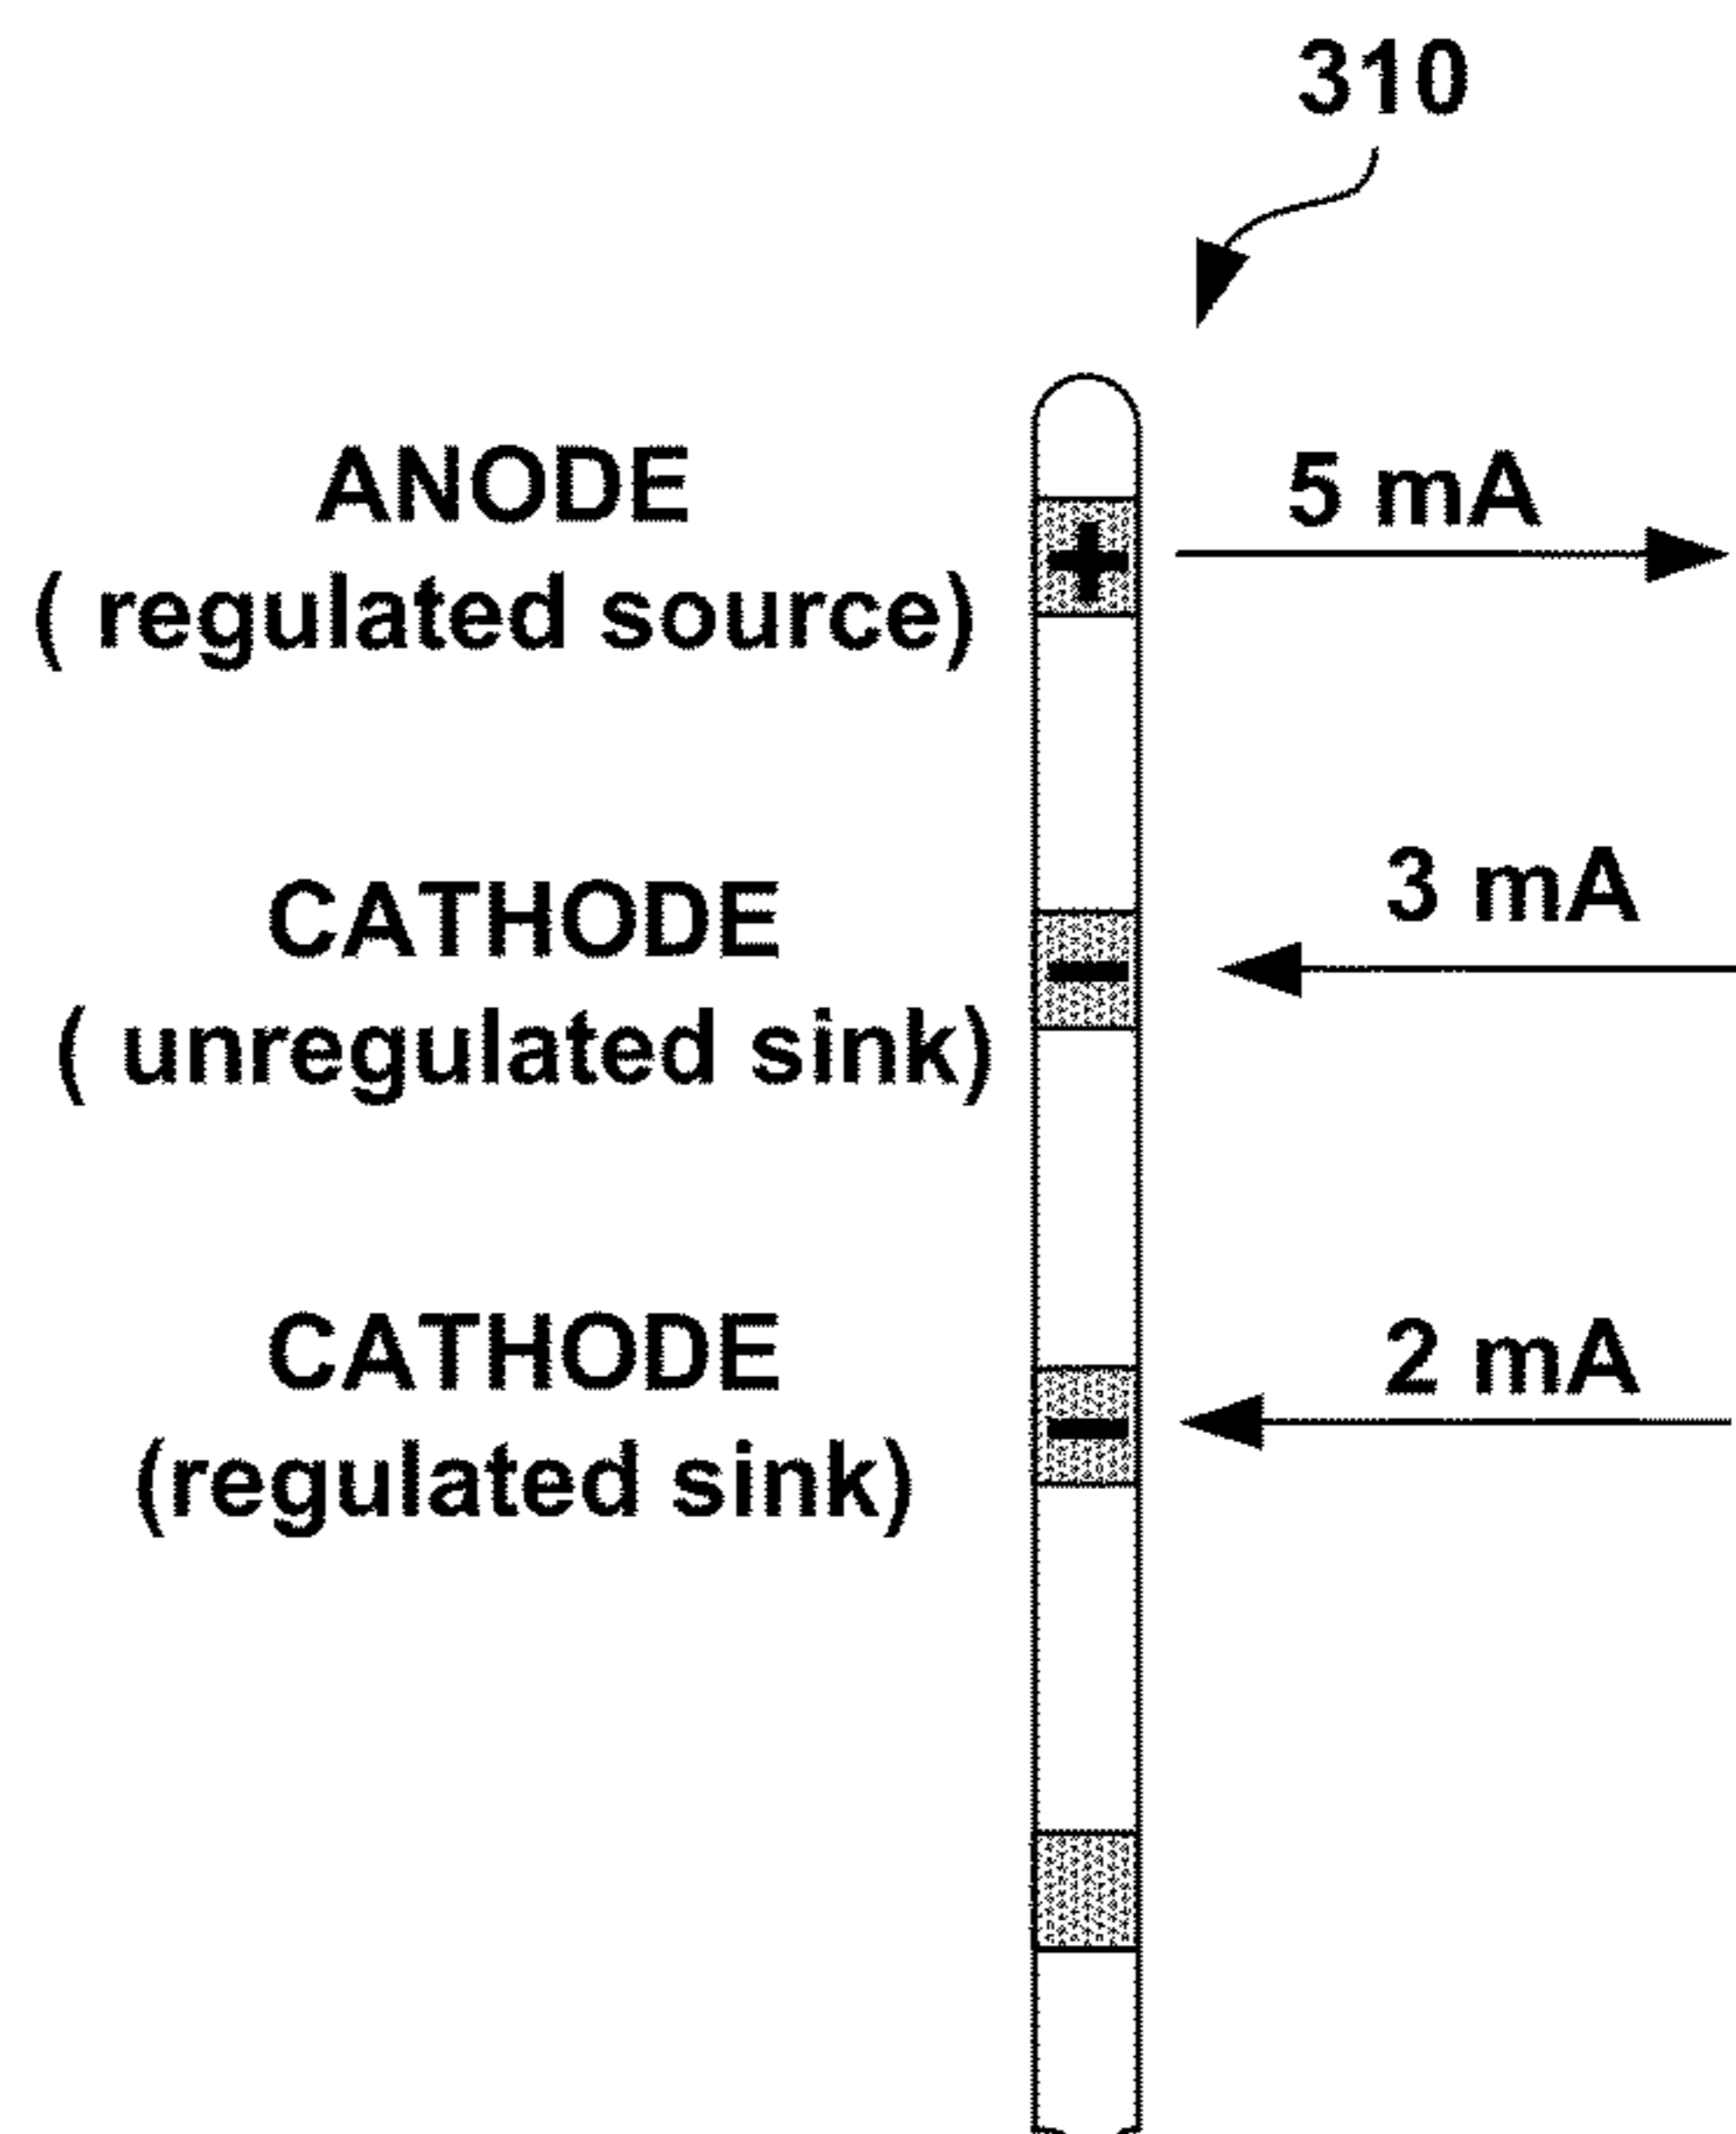 310
ANODE
( regulated source)
5 mA
+
CATHODE
( unregulated sink)
3 mA
−
CATHODE
(regulated sink)
2 mA
−